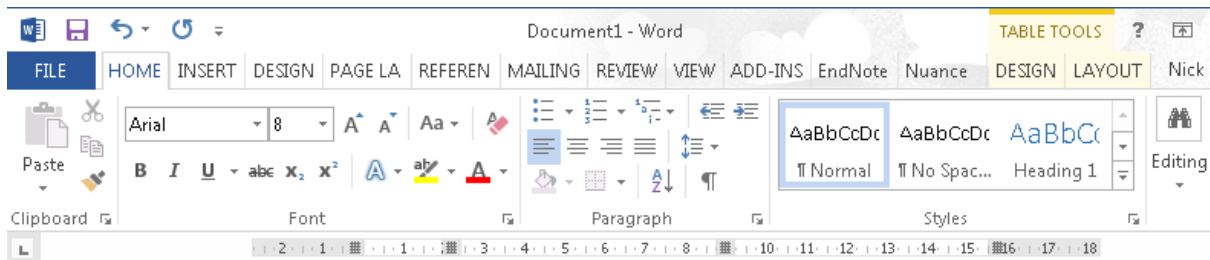 Document1 - Word
TABLE TOOLS ?
FILE HOME INSERT DESIGN PAGE LA REFEREN MAILING REVIEW VIEW ADD-INS EndNote Nuance DESIGN LAYOUT Nick
Arial 8 A A Aa
Paste B I U abc X₂ X² A aby A A Z
AaBbCcDc AaBbCcDc AaBbC
¶ Normal ¶ No Spac... Heading 1 Editing
Clipboard Font Paragraph Styles
L 2 1 1 3 4 5 6 7 8 10 11 12 13 14 15 16 17 18